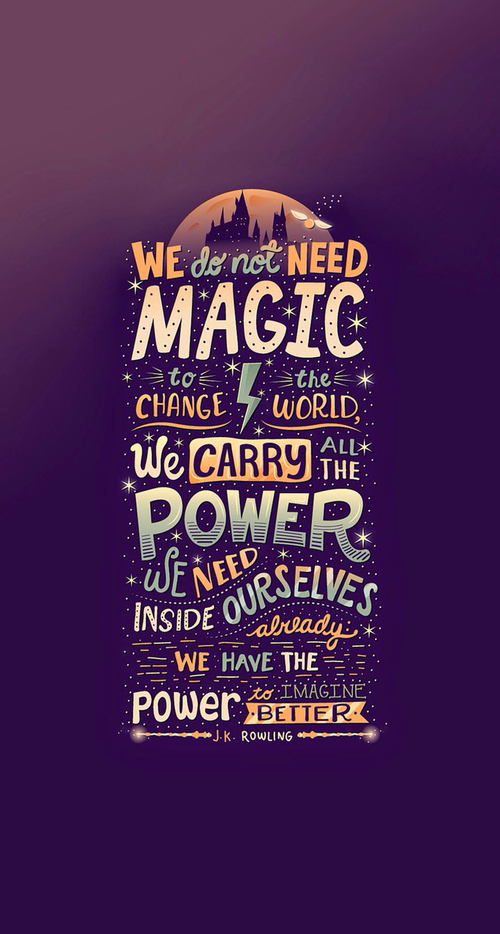 WE do not NEED
MAGIC
to the
CHANGE WORLD,
We CARRY ALL THE
POWER
WE NEED
INSIDE OURSELVES
already
WE HAVE THE
POWER to IMAGINE
BETTER
J.K. ROWLING